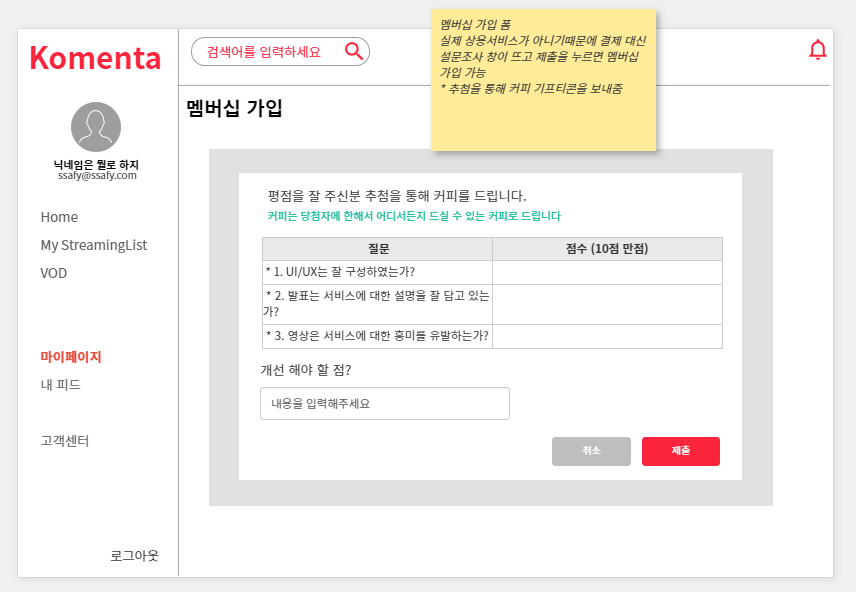 멤버십 가입 폼
실제 상용서비스가 아니기때문에 결제 대신
설문조사 창이 뜨고 제출을 누르면 멤버십
가입 가능
* 추첨을 통해 커피 기프티콘을 보내줌
Komenta
검색어를 입력하세요
닉네임은 뭘로 하지
ssafy@ssafy.com
Home
My StreamingList
VOD
마이페이지
내 피드
고객센터
로그아웃
멤버십 가입
평점을 잘 주신분 추첨을 통해 커피를 드립니다.
커피는 당첨자에 한해서 어디서든지 드실 수 있는 커피로 드립니다
질문 점수 (10점 만점)
* 1. UI/UX는 잘 구성하였는가?
* 2. 발표는 서비스에 대한 설명을 잘 담고 있는
가?
* 3. 영상은 서비스에 대한 흥미를 유발하는가?
개선 해야 할 점?
내용을 입력해주세요
취소 제출